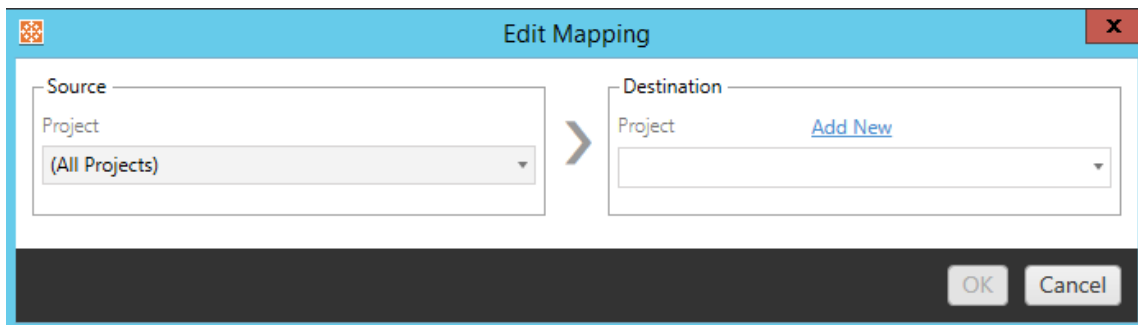 Edit Mapping
x
Source
Project
(All Projects)
Destination
Project Add New
OK Cancel